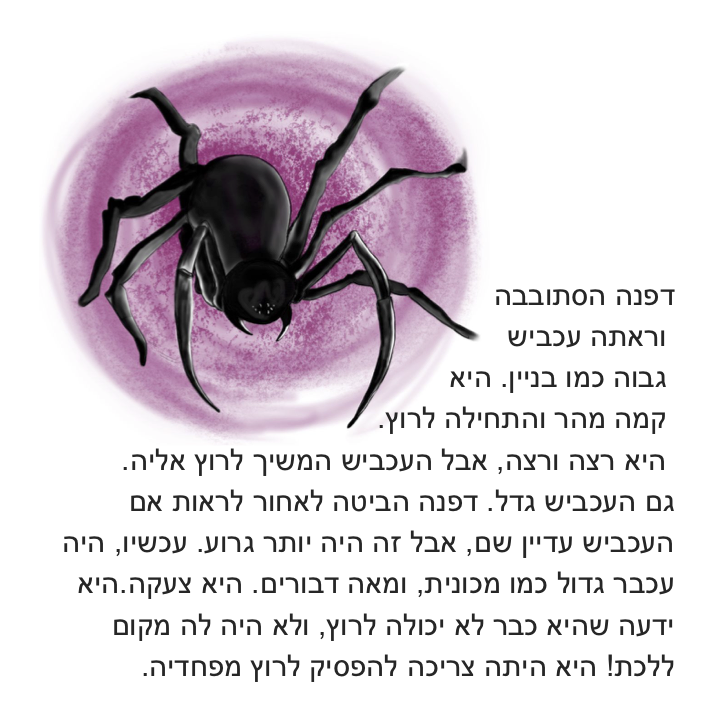 דפנה הסתובבה
וראתה עכביש
גבוה כמו בניין. היא
קמה מהר והתחילה לרוץ.
היא רצה ורצה, אבל העכביש המשיך לרוץ אליה.
גם העכביש גדל. דפנה הביטה לאחור לראות אם
העכביש עדיין שם, אבל זה היה יותר גרוע. עכשיו, היה
עכבר גדול כמו מכונית, ומאה דבורים. היא צעקה.היא
ידעה שהיא כבר לא יכולה לרוץ, ולא היה לה מקום
ללכת! היא היתה צריכה להפסיק לרוץ מפחדיה.